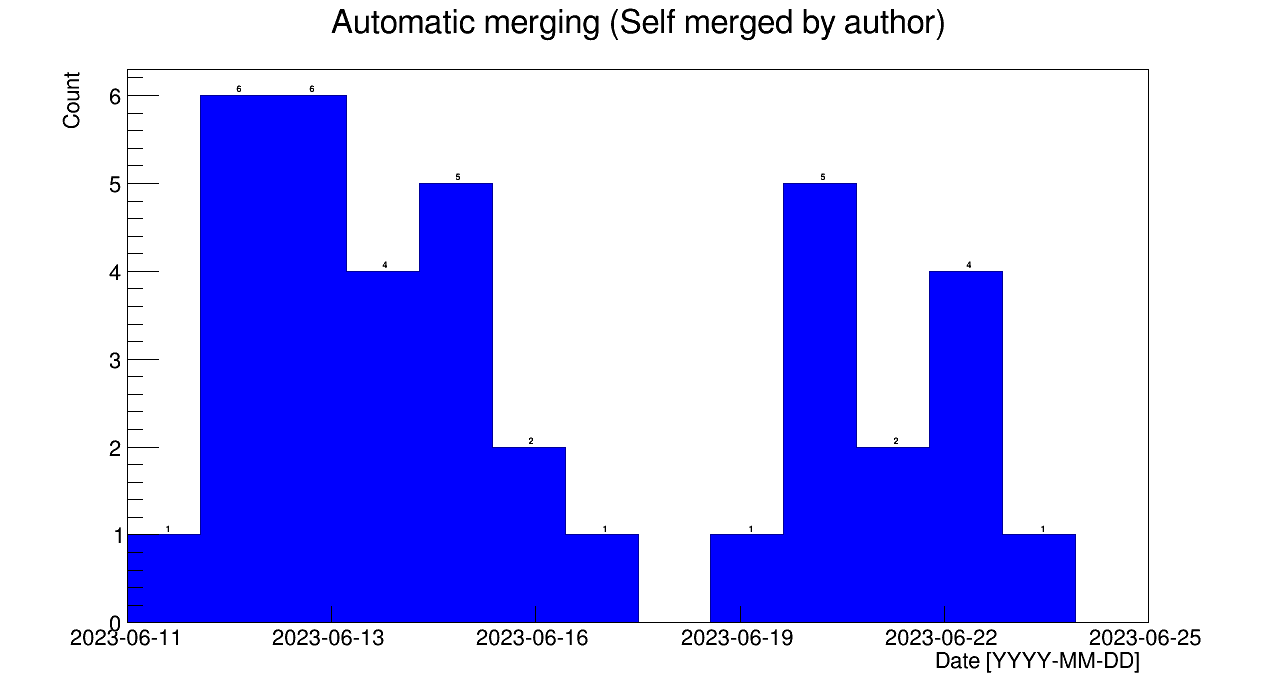 Automatic merging (Self merged by author)
Count
6
5
4
3
2
1
0
6 6
5 5
4 4
2 2
1 1 1 1
2023-06-11 2023-06-13 2023-06-16 2023-06-19 2023-06-22 2023-06-25
Date [YYYY-MM-DD]